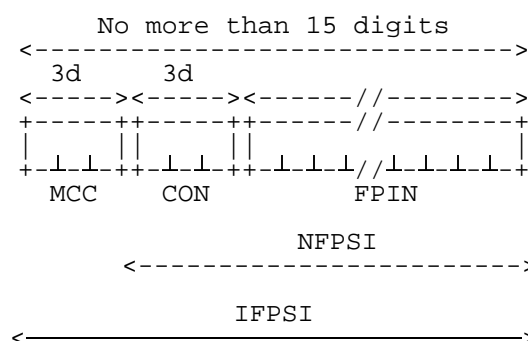 No more than 15 digits
3d 3d
MCC CON FPIN
NFPSI
IFPSI